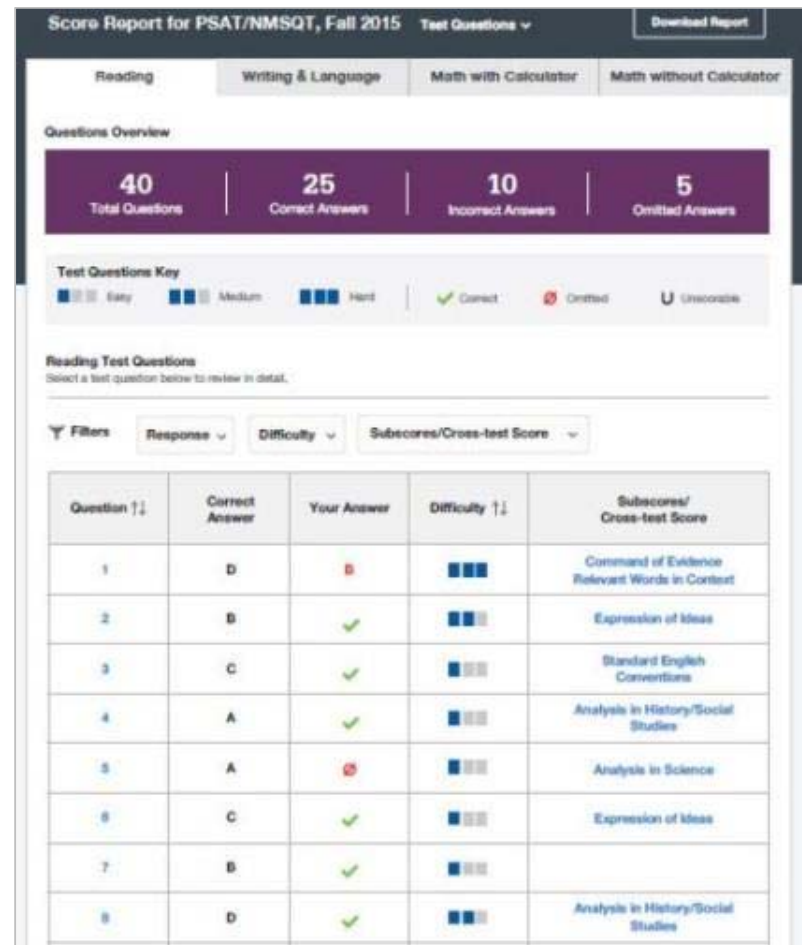 Score Report for PSAT/NMSQT, Fall 2015 Test Questions Download Report
Reading Writing & Language Math with Calculator Math without Calculator
Questions Overview
40 25 10 5
Total Questions Correct Answers Incorrect Answers Omitted Answers
Test Questions Key
Easy Medium Hard Correct Omitted U Unscorable
Reading Test Questions
Select a test question below to review in detail.
Filters Response Difficulty Subscores/Cross-test Score
Question ↑↓ Correct Answer Your Answer Difficulty ↑↓ Subscores/ Cross-test Score
1 D B Command of Evidence
Relevant Words in Context
2 B Expression of Ideas
3 C Standard English
Conventions
4 A Analysis in History/Social
Studies
5 A Analysis in Science
6 C Expression of Ideas
7 B
8 D Analysis in History/Social
Studies